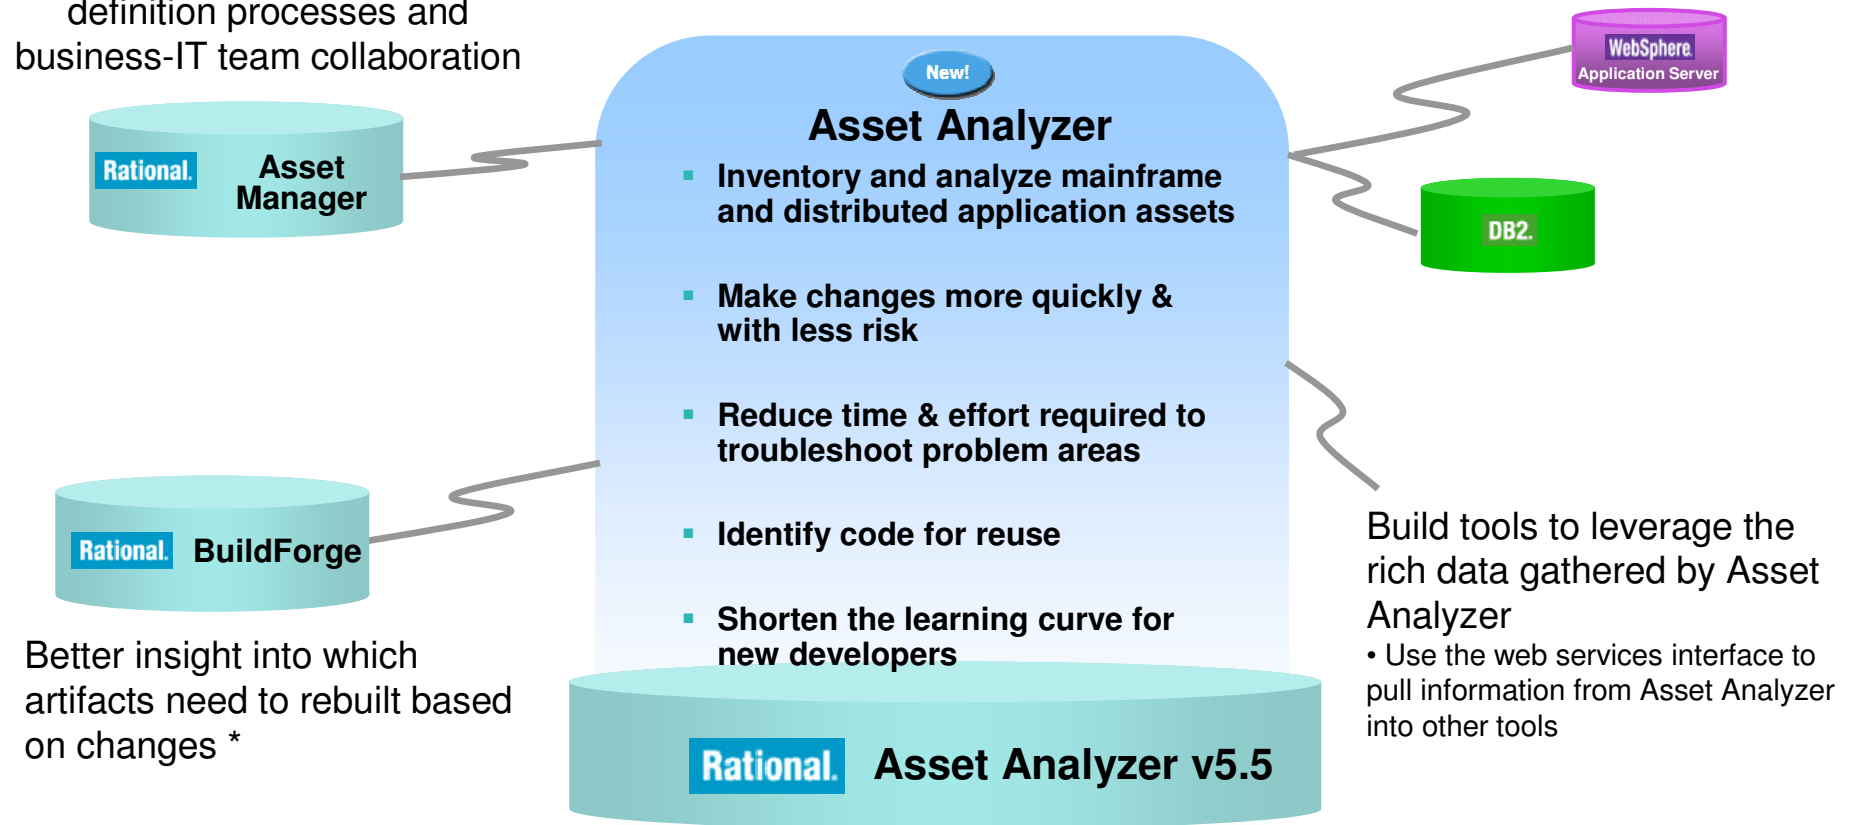 definition processes and
business-IT team collaboration
Rational.
Asset
Manager
Rational.
BuildForge
Better insight into which
artifacts need to rebuilt based
on changes *
New!
Asset Analyzer
▪ Inventory and analyze mainframe
and distributed application assets
▪ Make changes more quickly &
with less risk
▪ Reduce time & effort required to
troubleshoot problem areas
▪ Identify code for reuse
▪ Shorten the learning curve for
new developers
Rational. Asset Analyzer v5.5
WebSphere.
Application Server
DB2.
Build tools to leverage the
rich data gathered by Asset
Analyzer
• Use the web services interface to
pull information from Asset Analyzer
into other tools